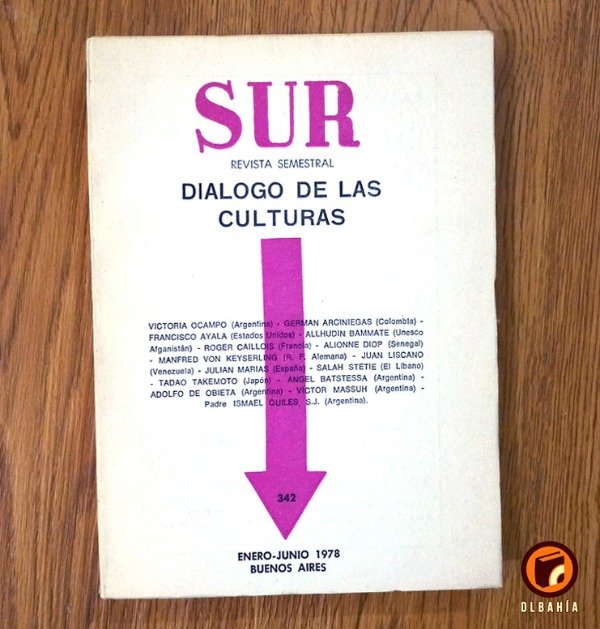 SUR
REVISTA SEMESTRAL
DIALOGO DE LAS
CULTURAS
VICTORIA OCAMPO (Argentina) - GERMAN ARCINIEGAS (Colombia) -
FRANCISCO AYALA (Estados Unidos) - ALLHUDIN BAMMATE (Unesco
Afganistán) - ROGER CAILLOIS (Francia) - ALIONNE DIOP (Senegal)
- MANFRED VON KEYSERLING (R. F. Alemana) - JUAN LISCANO
(Venezuela) - JULIAN MARIAS (España) - SALAH STETIE (El Líbano)
- TADAO TAKEMOTO (Japón) - ANGEL BATSTESSA (Argentina) -
ADOLFO DE OBIETA (Argentina) - VICTOR MASSUH (Argentina) -
Padre ISMAEL QUILES, S.J. (Argentina).
342
ENERO-JUNIO 1978
BUENOS AIRES
DLBAHÍA